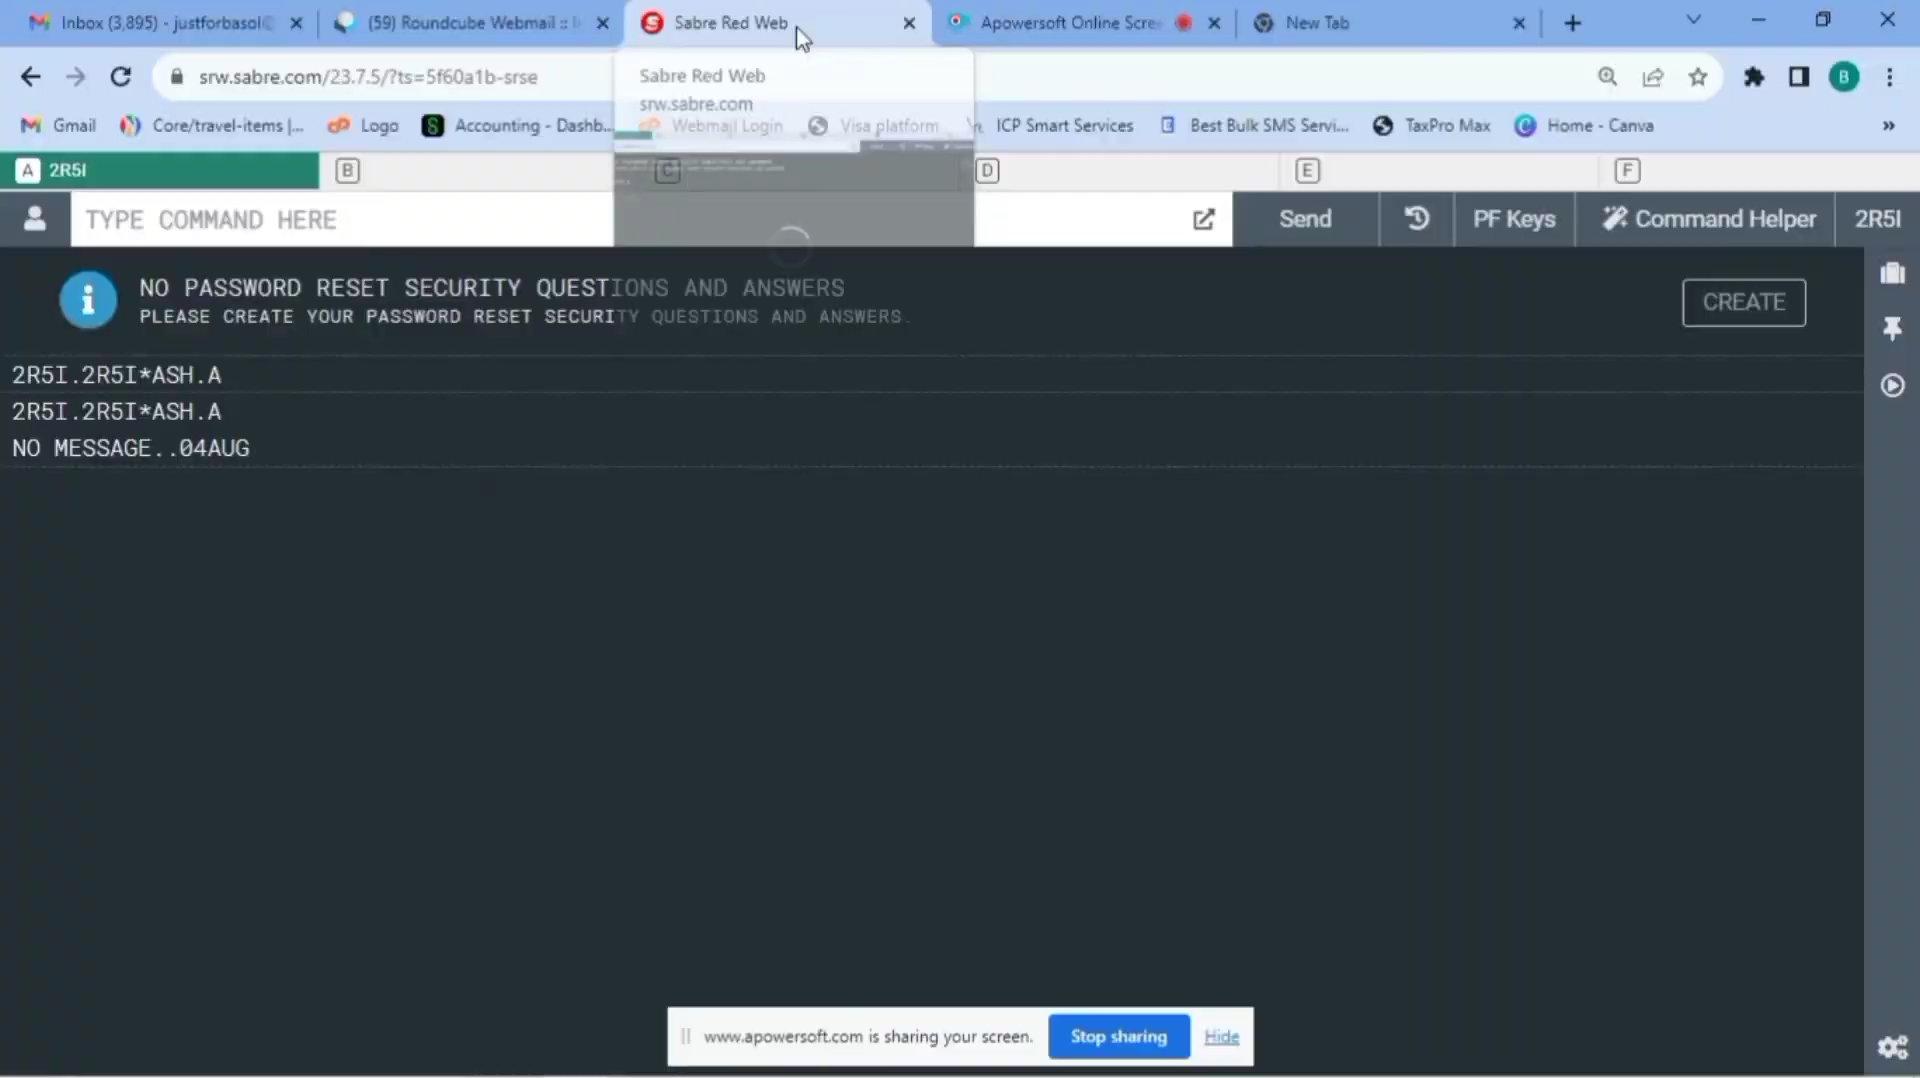 Inbox (3,895) - justforbasol@
(59) Roundcube Webmail ::
Sabre Red Web
Apowersoft Online Scre
New Tab
srw.sabre.com/23.7.5/?ts=5f60a1b-srse
Sabre Red Web
srw.sabre.com
B
Gmail
Core/travel-items |...
Logo
Accounting - Dashb...
Webmail Login
Visa platform
ICP Smart Services
Best Bulk SMS Servi...
TaxPro Max
Home - Canva
»
A 2R5I
B
C
D
E
F
TYPE COMMAND HERE
Send
PF Keys
Command Helper
2R5I
NO PASSWORD RESET SECURITY QUESTIONS AND ANSWERS
PLEASE CREATE YOUR PASSWORD RESET SECURITY QUESTIONS AND ANSWERS.
CREATE
2R5I.2R5I*ASH.A
2R5I.2R5I*ASH.A
NO MESSAGE..04AUG
www.apowersoft.com is sharing your screen.
Stop sharing
Hide